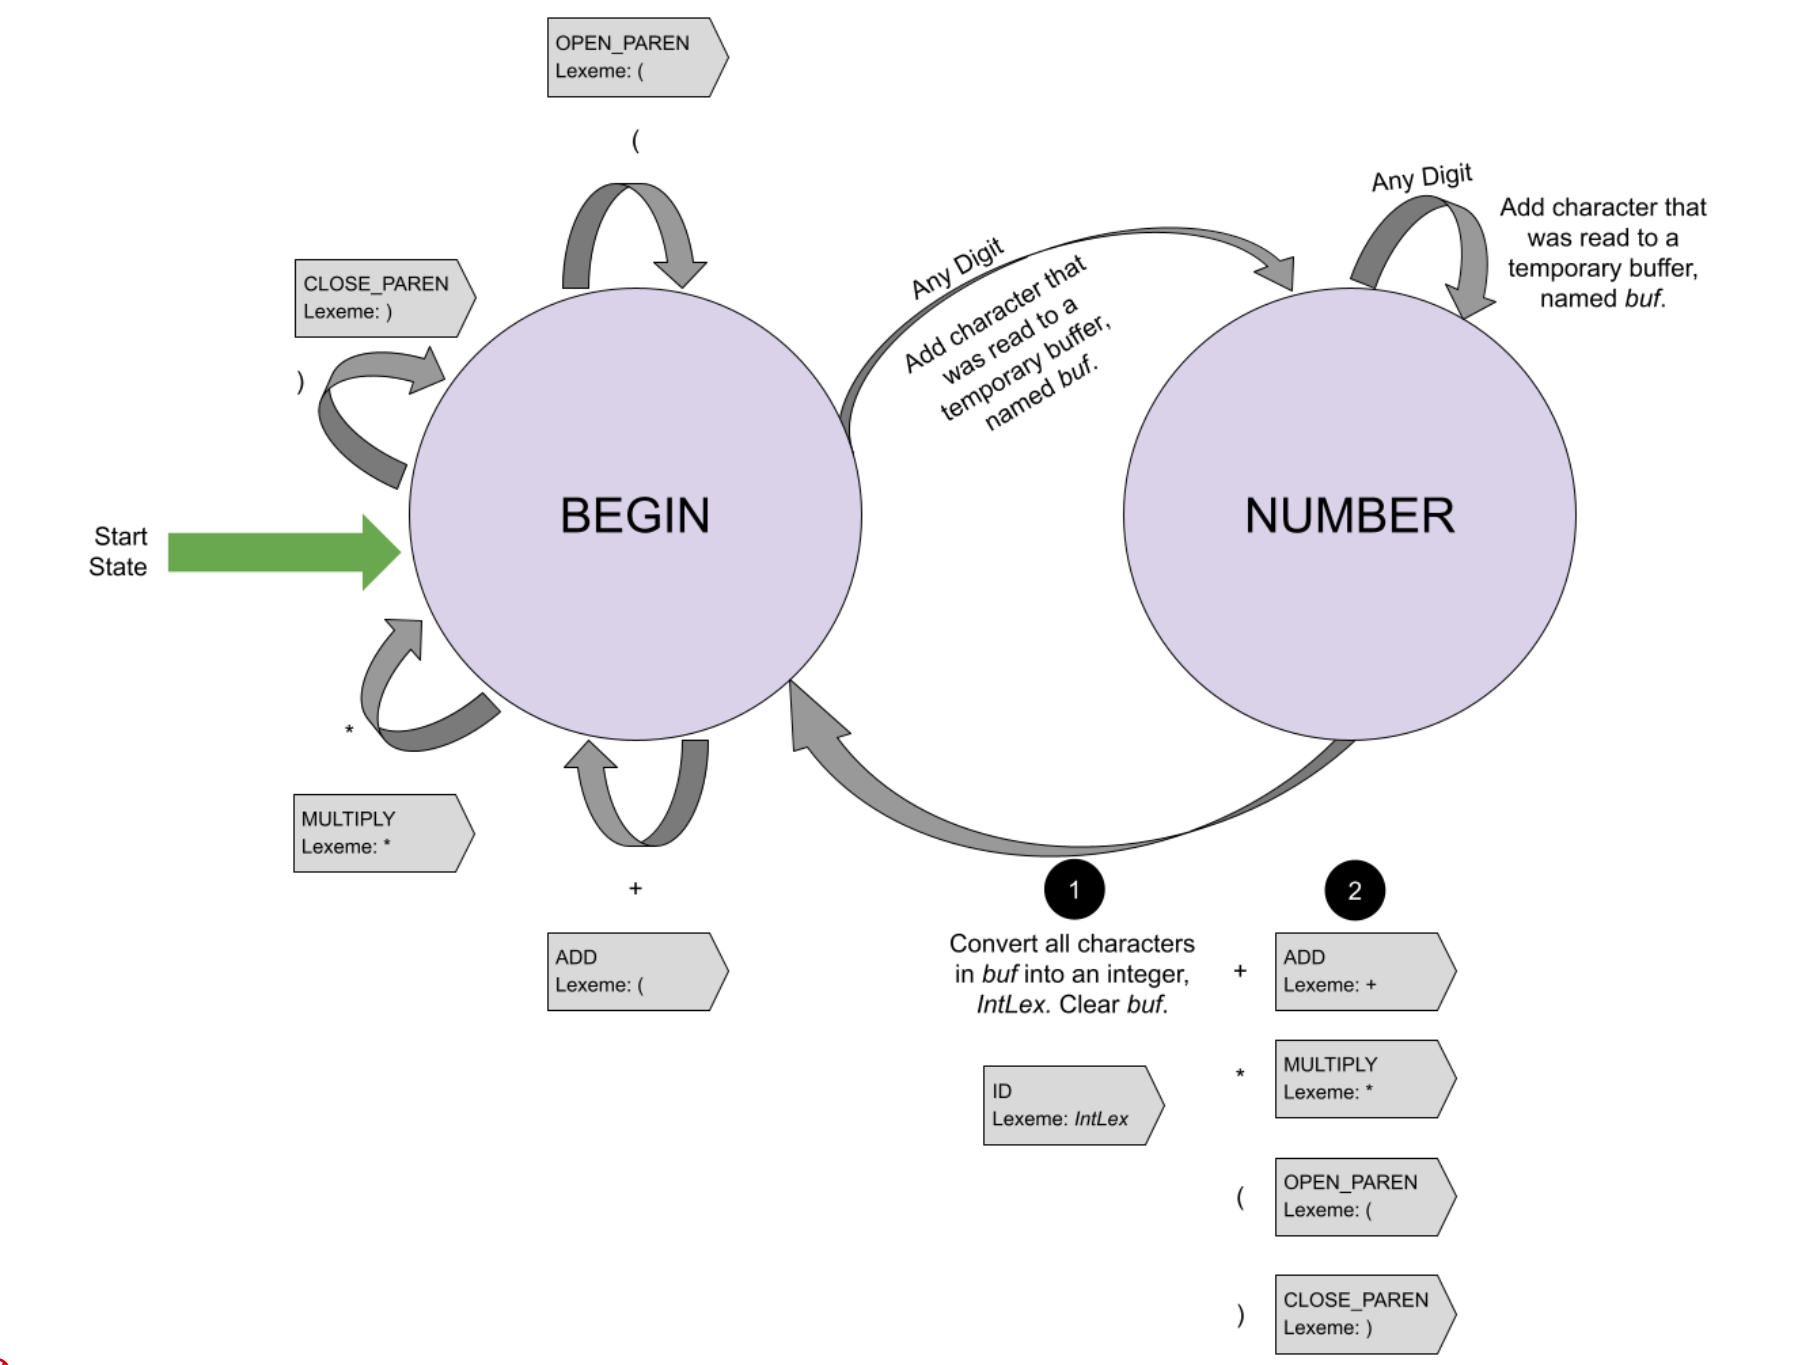 OPEN_PAREN
Lexeme: (
(
CLOSE_PAREN
Lexeme: )
)
Start
State
BEGIN
*
MULTIPLY
Lexeme: *
+
ADD
Lexeme: (
Any Digit
Add character that
was read to a
temporary buffer,
named buf.
Any Digit
Add character that
was read to a
temporary buffer,
named buf.
NUMBER
1
Convert all characters
in buf into an integer,
IntLex. Clear buf.
ID
Lexeme: IntLex
2
+
ADD
Lexeme: +
*
MULTIPLY
Lexeme: *
(
OPEN_PAREN
Lexeme: (
)
CLOSE_PAREN
Lexeme: )